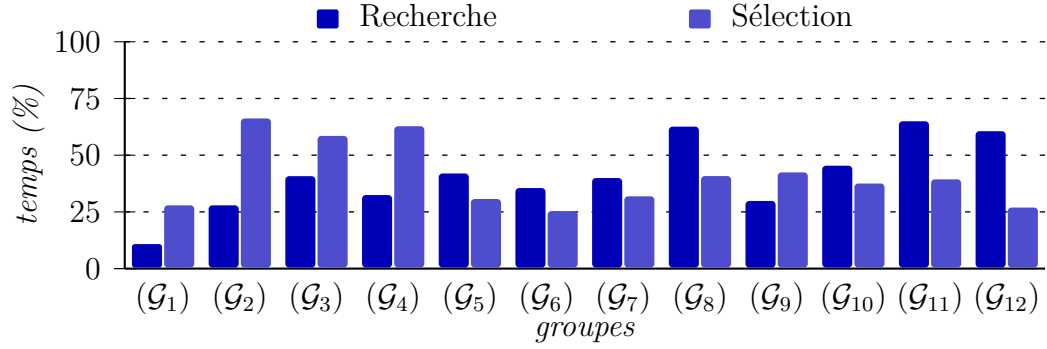 Recherche Sélection
temps (%)
100
75
50
25
0
(𝒢₁) (𝒢₂) (𝒢₃) (𝒢₄) (𝒢₅) (𝒢₆) (𝒢₇) (𝒢₈) (𝒢₉) (𝒢₁₀) (𝒢₁₁) (𝒢₁₂)
groupes